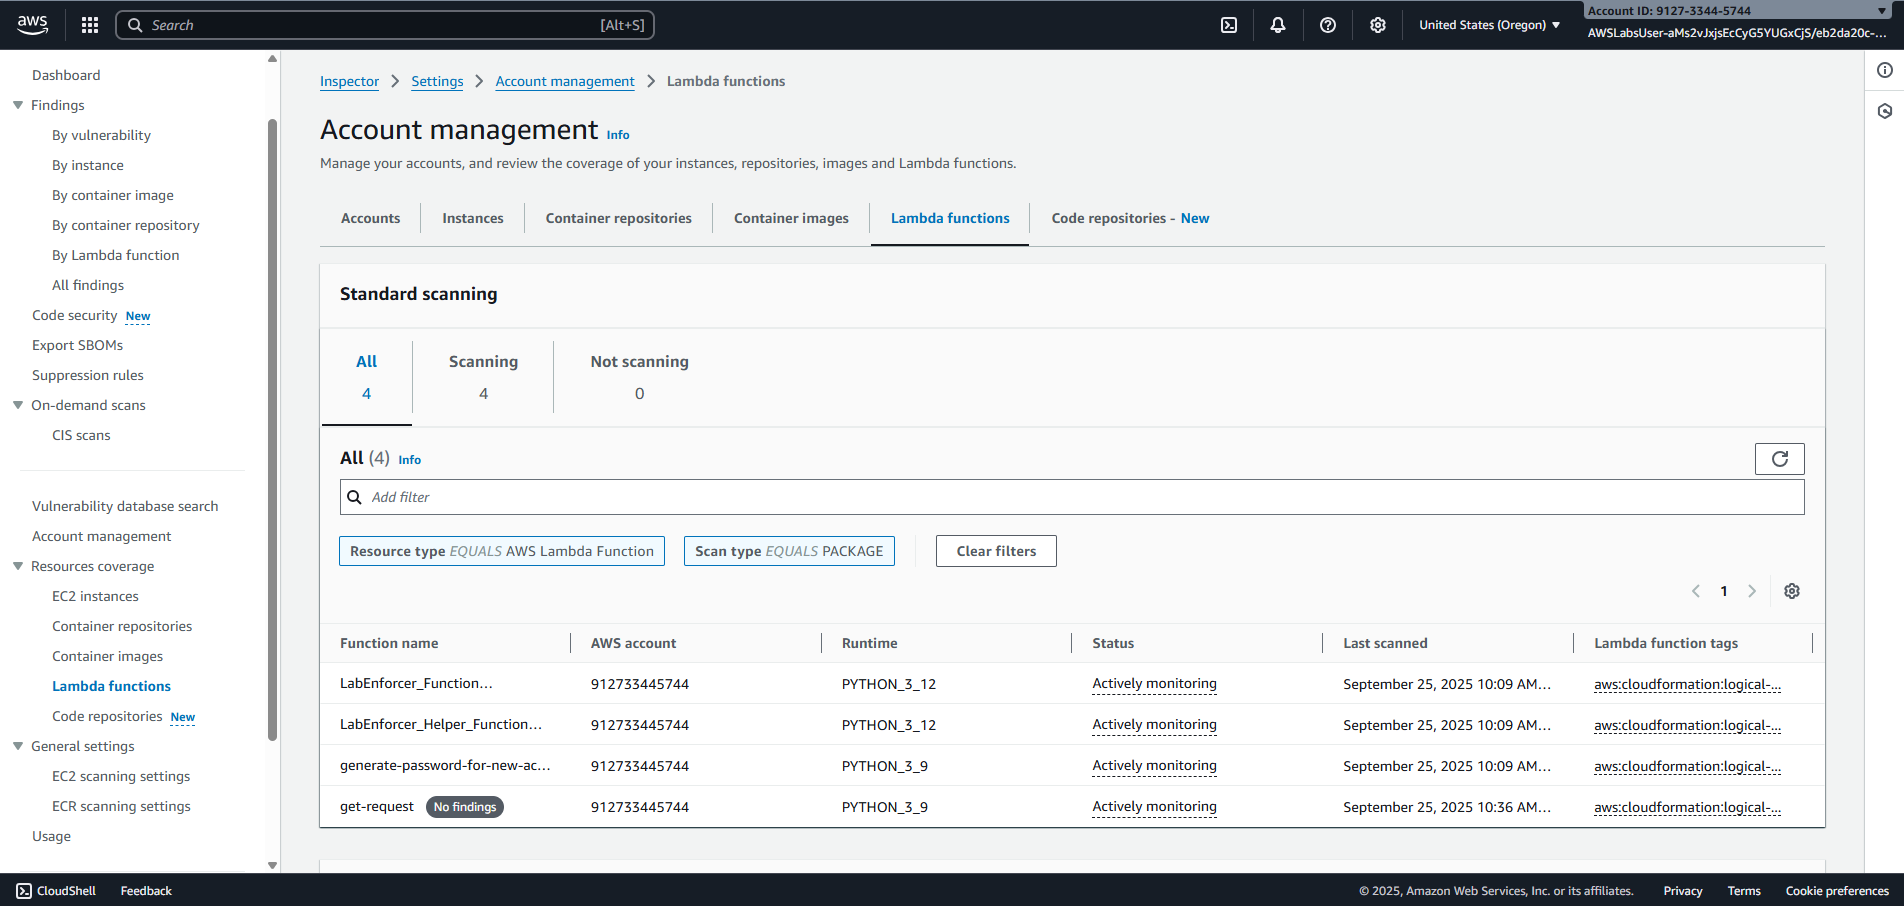 aws
Search [Alt+S]
United States (Oregon)
Account ID: 9127-3344-5744
AWSLabsUser-aMs2vJxjsEcCyG5YUGxCjS/eb2da20c-...
Dashboard
Findings
By vulnerability
By instance
By container image
By container repository
By Lambda function
All findings
Code security New
Export SBOMs
Suppression rules
On-demand scans
CIS scans
Vulnerability database search
Account management
Resources coverage
EC2 instances
Container repositories
Container images
Lambda functions
Code repositories New
General settings
EC2 scanning settings
ECR scanning settings
Usage
Inspector > Settings > Account management > Lambda functions
Account management Info
Manage your accounts, and review the coverage of your instances, repositories, images and Lambda functions.
Accounts Instances Container repositories Container images Lambda functions Code repositories - New
Standard scanning
All Scanning Not scanning
4 4 0
All (4) Info
Add filter
Resource type EQUALS AWS Lambda Function Scan type EQUALS PACKAGE Clear filters
1
Function name AWS account Runtime Status Last scanned Lambda function tags
LabEnforcer_Function... 912733445744 PYTHON_3_12 Actively monitoring September 25, 2025 10:09 AM... aws:cloudformation:logical-...
LabEnforcer_Helper_Function... 912733445744 PYTHON_3_12 Actively monitoring September 25, 2025 10:09 AM... aws:cloudformation:logical-...
generate-password-for-new-ac... 912733445744 PYTHON_3_9 Actively monitoring September 25, 2025 10:09 AM... aws:cloudformation:logical-...
get-request No findings 912733445744 PYTHON_3_9 Actively monitoring September 25, 2025 10:36 AM... aws:cloudformation:logical-...
CloudShell Feedback © 2025, Amazon Web Services, Inc. or its affiliates. Privacy Terms Cookie preferences